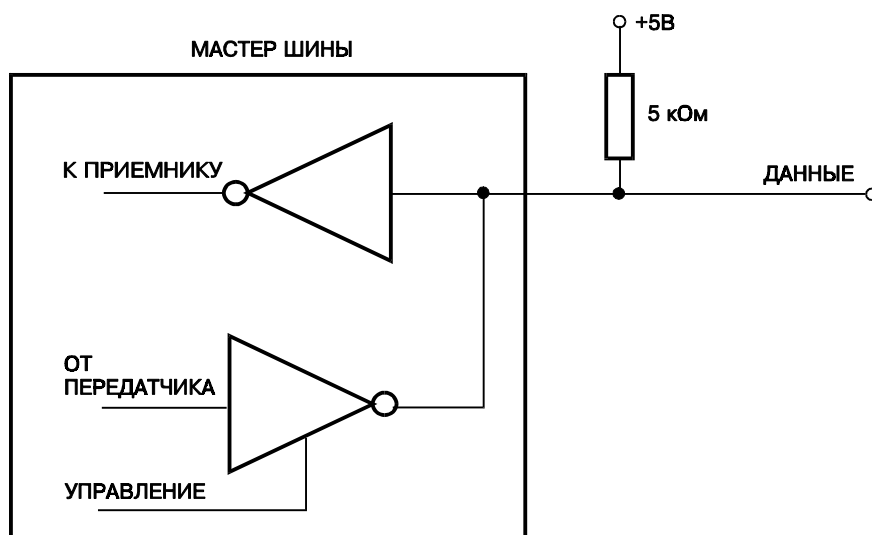 +5В
МАСТЕР ШИНЫ
5 кОм
К ПРИЕМНИКУ
ДАННЫЕ
ОТ
ПЕРЕДАТЧИКА
УПРАВЛЕНИЕ